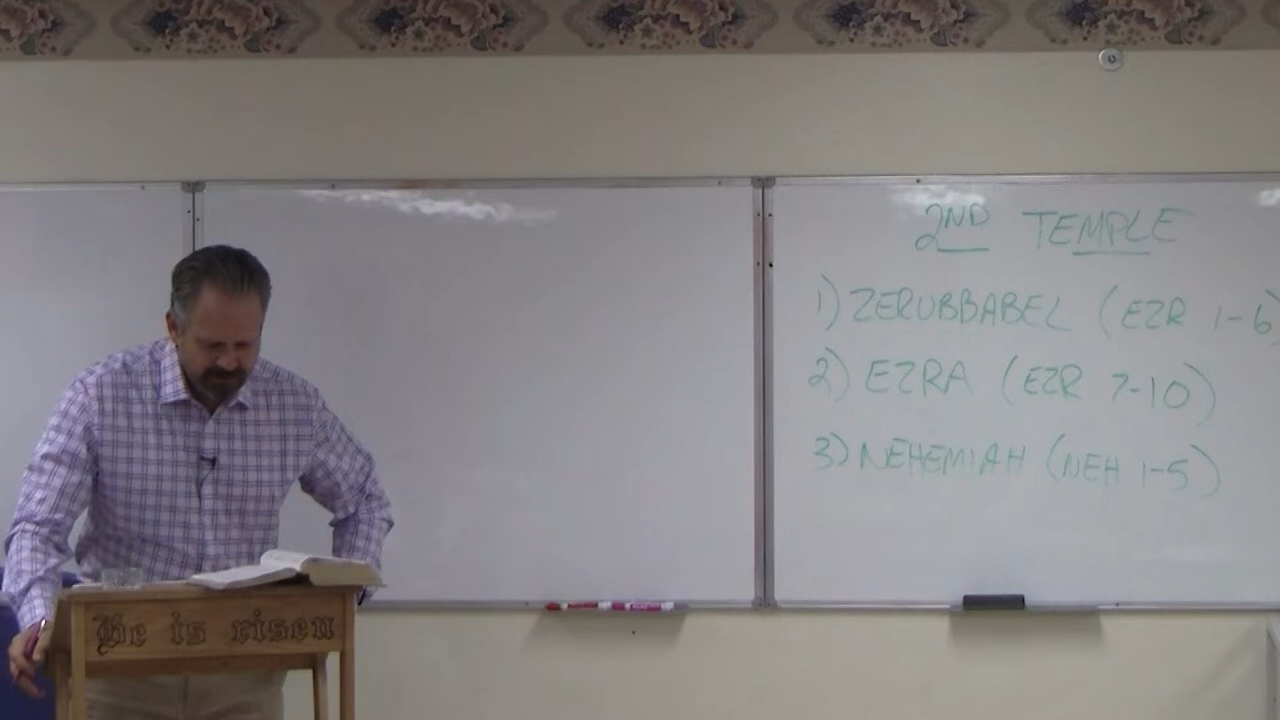 2ND TEMPLE
1) ZERUBBABEL (EZR 1-6)
2) EZRA (EZR 7-10)
3) NEHEMIAH (NEH 1-5)
He is risen